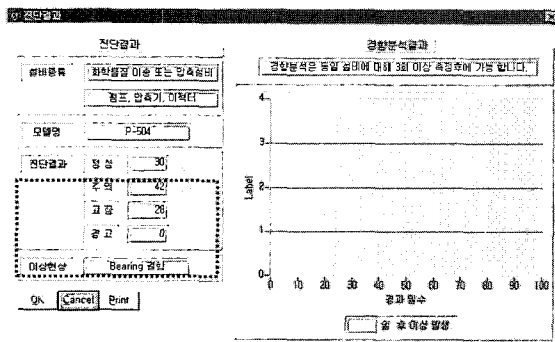 진단결과
진단결과
설비종류
화학물질 이송 또는 압축설비
펌프, 압축기, 이젝터
모델명
P-504
진단결과
정 상
30
주 의
42
고 장
28
경 고
0
이상현상
Bearing 결함
OK
Cancel
Print
경향분석결과
경향분석은 동일 설비에 대해 3회 이상 측정후에 가능 합니다.
Label
4
3
2
1
0
0 10 20 30 40 50 60 70 80 90 100
경과 일수
일 후 이상 발생